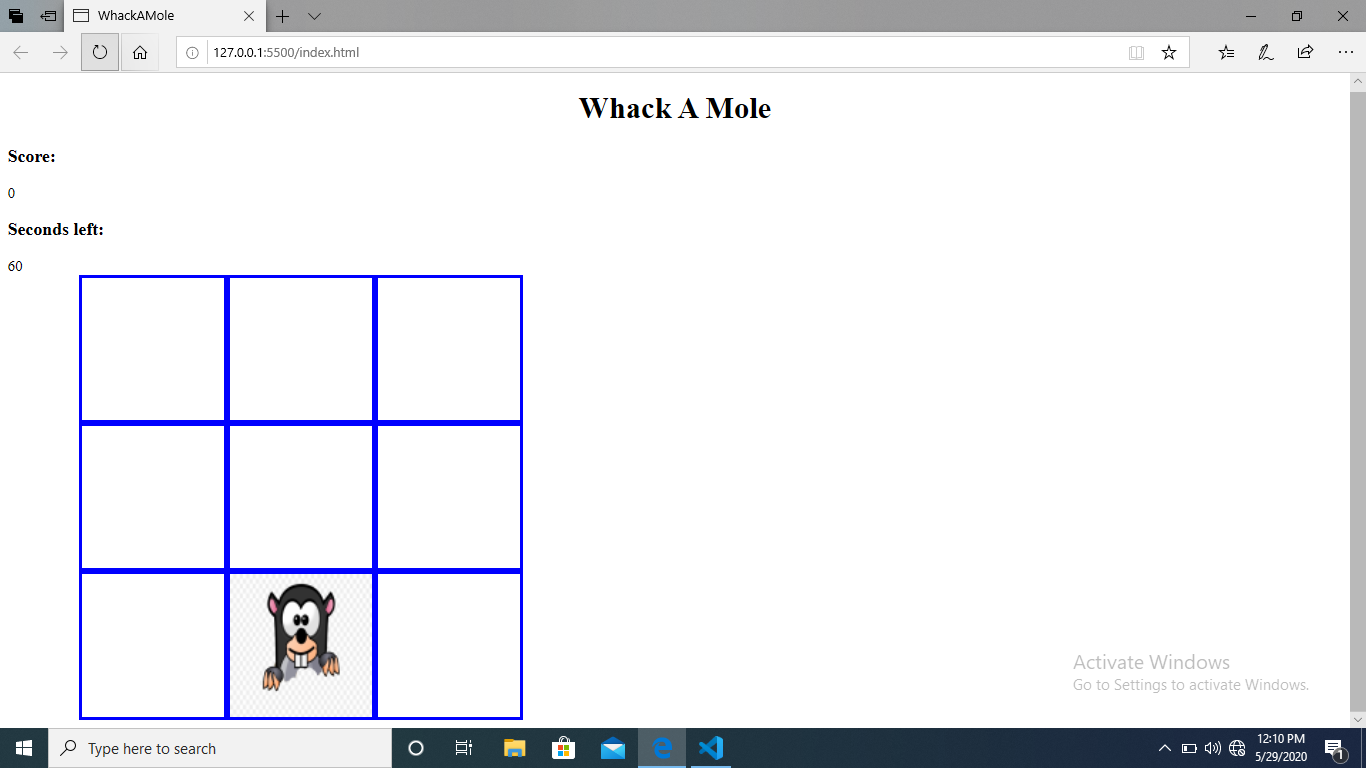 WhackAMole
127.0.0.1:5500/index.html
Whack A Mole
Score:
0
Seconds left:
60
Activate Windows
Go to Settings to activate Windows.
Type here to search
12:10 PM
5/29/2020
1